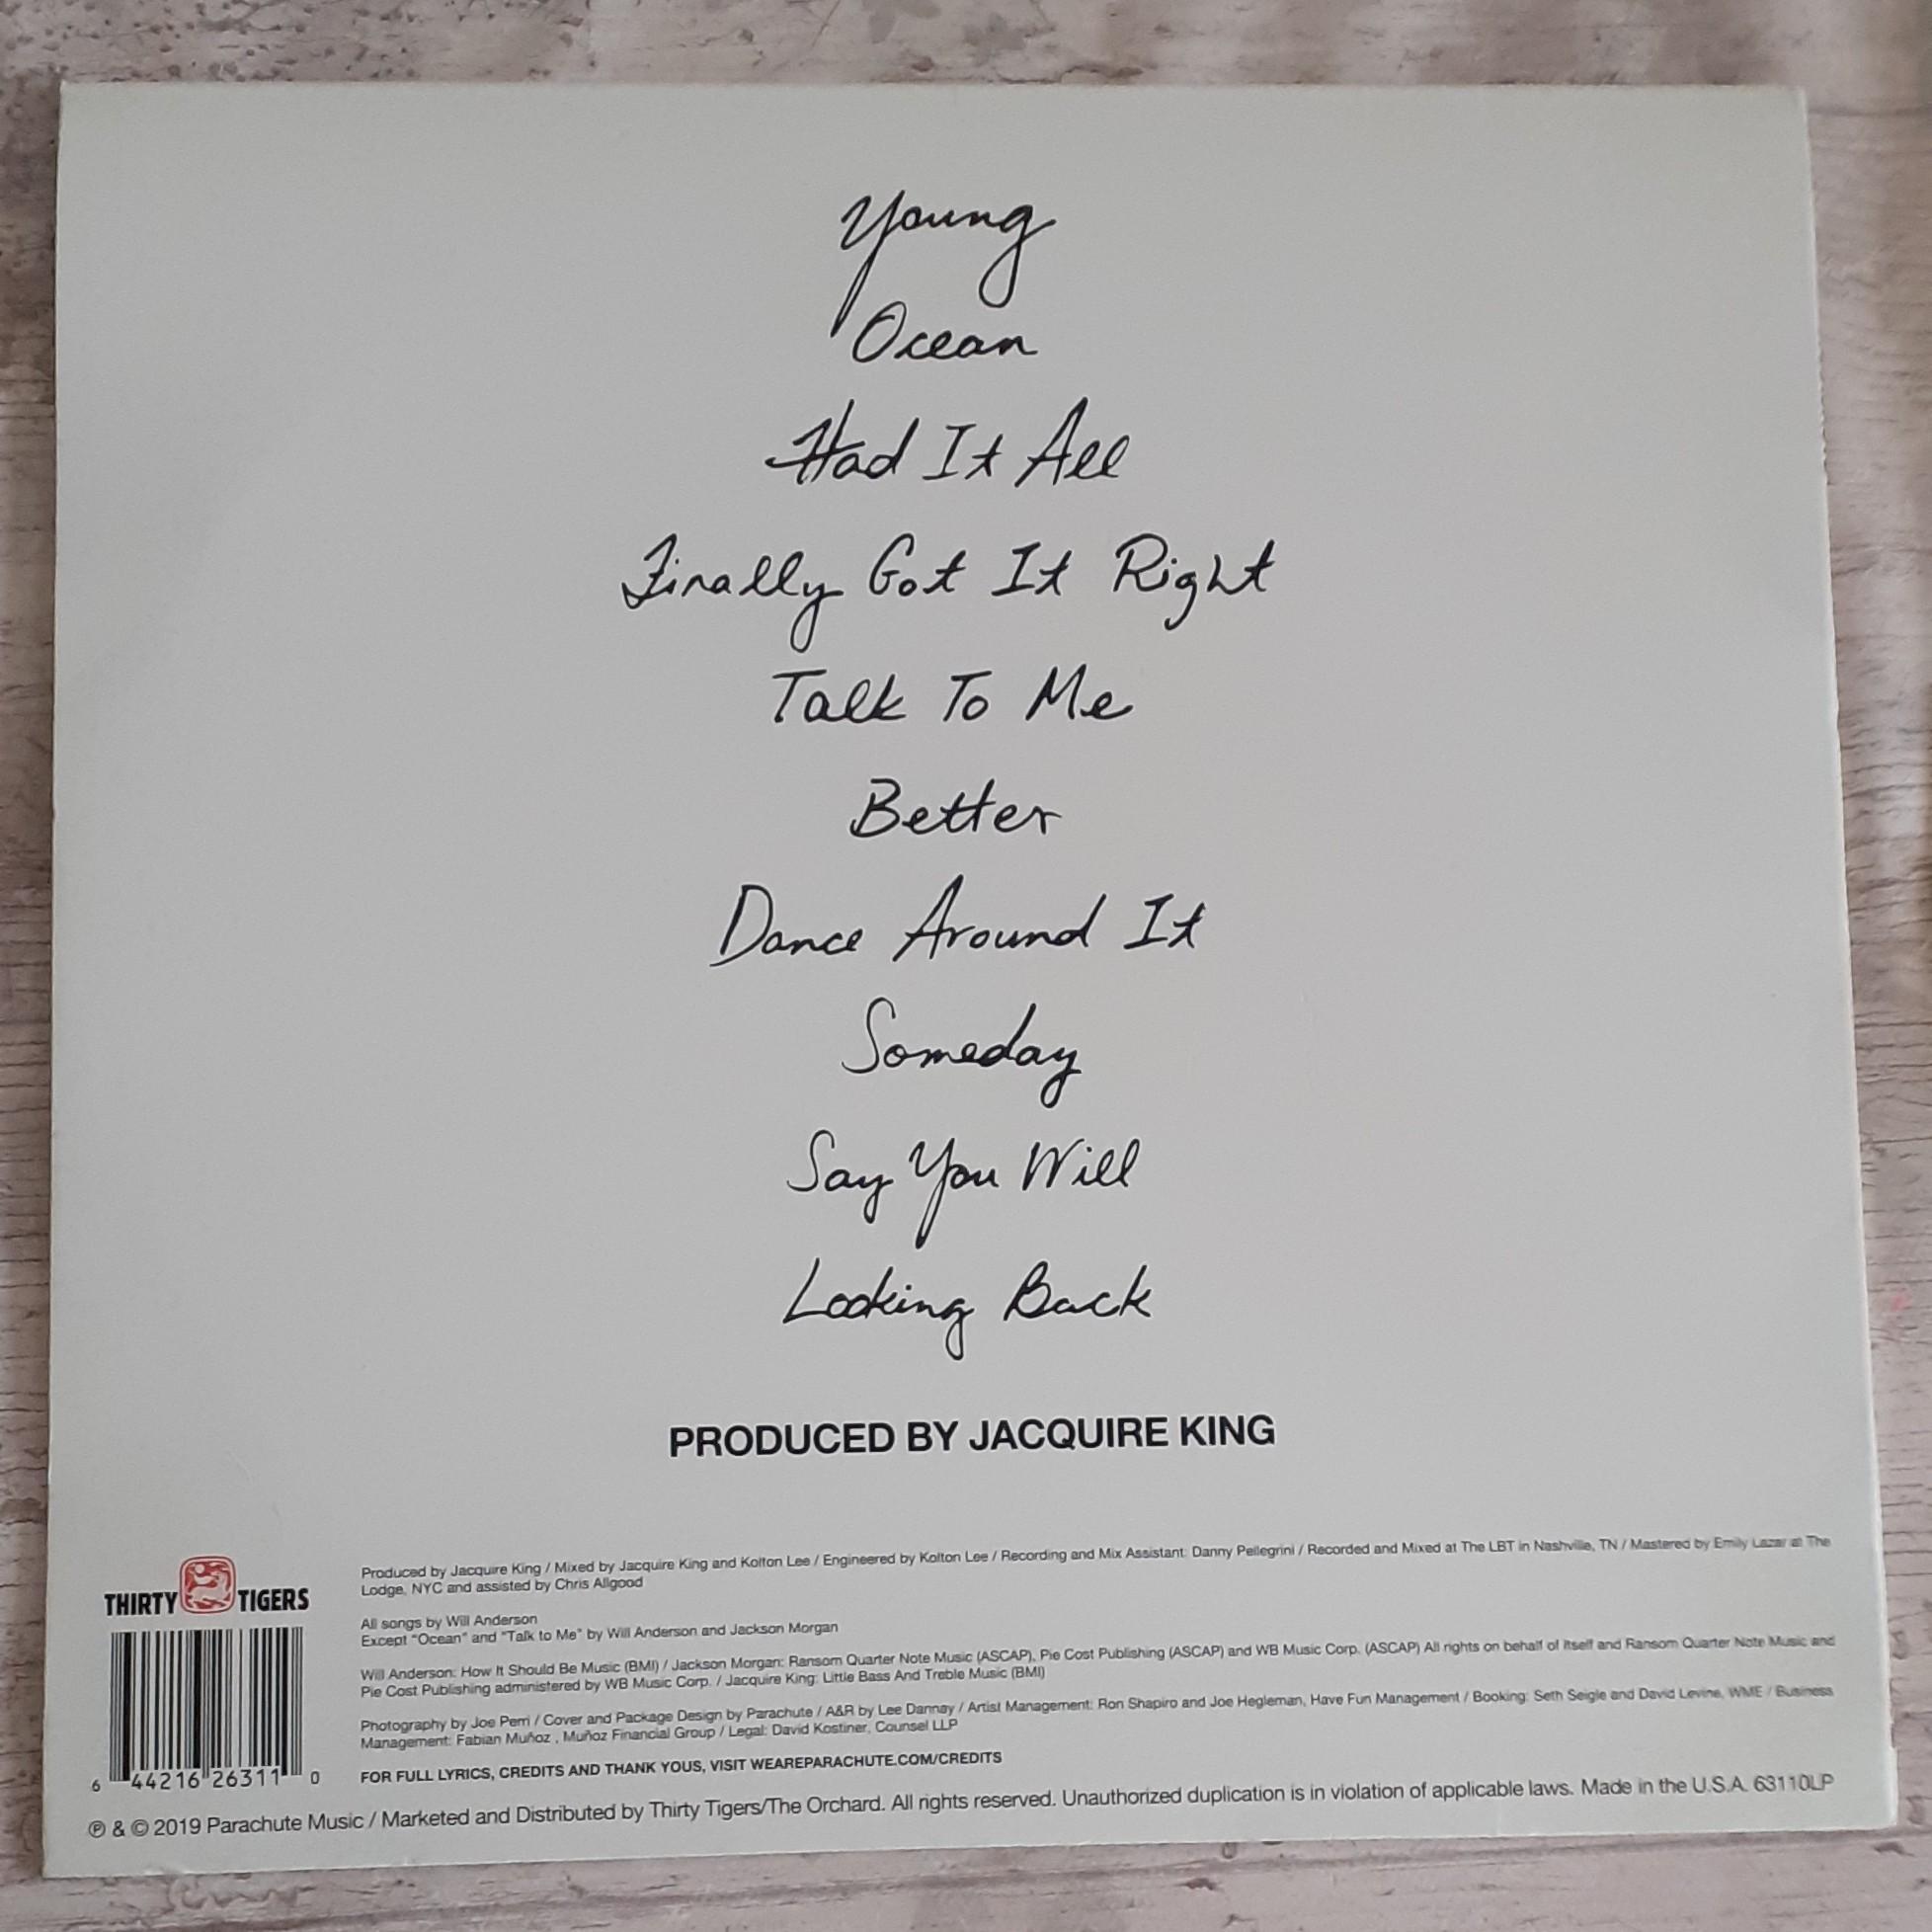 Young
Ocean
Had It All
Finally Got It Right
Talk To Me
Better
Dance Around It
Someday
Say You Will
Looking Back
PRODUCED BY JACQUIRE KING
THIRTY TIGERS
6 44216 26311 0
Produced by Jacquire King / Mixed by Jacquire King and Kolton Lee / Engineered by Kolton Lee / Recording and Mix Assistant: Danny Pellegrini / Recorded and Mixed at The LBT in Nashville, TN / Mastered by Emily Lazar at The
Lodge, NYC and assisted by Chris Allgood
All songs by Will Anderson
Except "Ocean" and "Talk to Me" by Will Anderson and Jackson Morgan
Will Anderson: How It Should Be Music (BMI) / Jackson Morgan: Ransom Quarter Note Music (ASCAP), Pie Cost Publishing (ASCAP) and WB Music Corp. (ASCAP) All rights on behalf of itself and Ransom Quarter Note Music and
Pie Cost Publishing administered by WB Music Corp. / Jacquire King: Little Bass And Treble Music (BMI)
Photography by Joe Perri / Cover and Package Design by Parachute / A&R by Lee Dannay / Artist Management: Ron Shapiro and Joe Hegleman, Have Fun Management / Booking: Seth Seigle and David Levine, WME / Business
Management: Fabian Muñoz , Muñoz Financial Group / Legal: David Kostiner, Counsel LLP
FOR FULL LYRICS, CREDITS AND THANK YOUS, VISIT WEAREPARACHUTE.COM/CREDITS
℗ & © 2019 Parachute Music / Marketed and Distributed by Thirty Tigers/The Orchard. All rights reserved. Unauthorized duplication is in violation of applicable laws. Made in the U.S.A. 63110LP